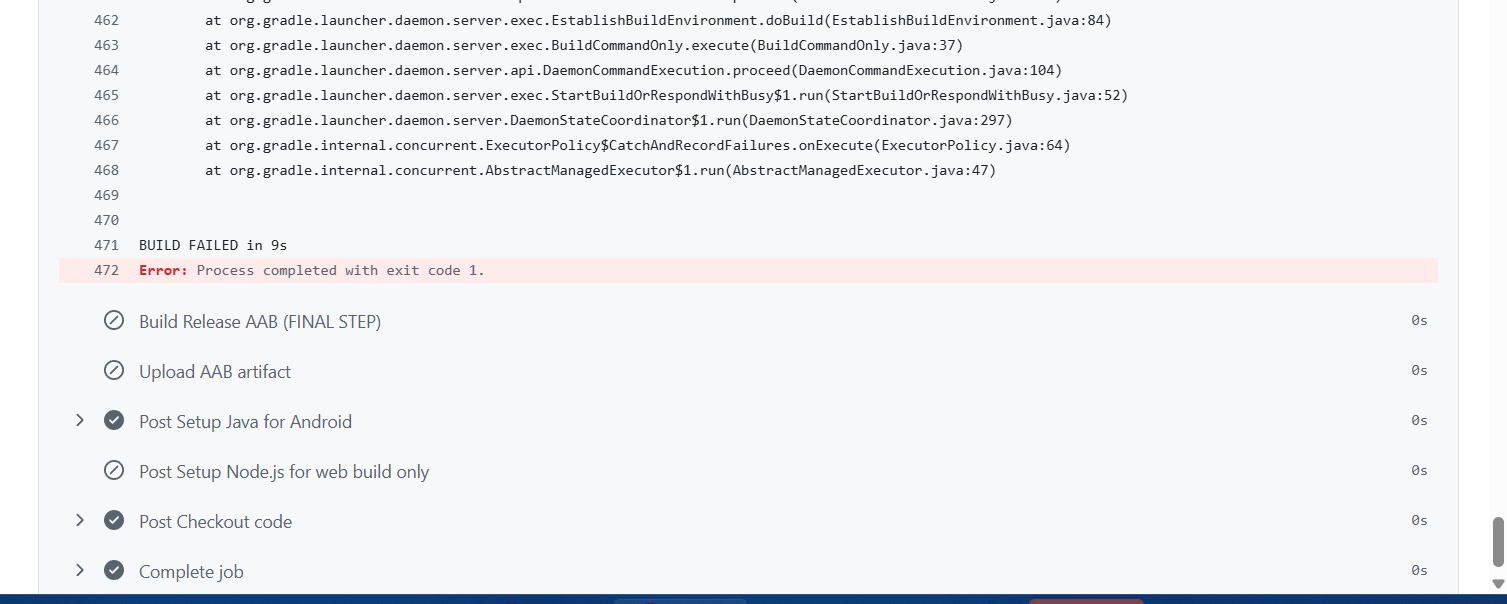 462 at org.gradle.launcher.daemon.server.exec.EstablishBuildEnvironment.doBuild(EstablishBuildEnvironment.java:84)
463 at org.gradle.launcher.daemon.server.exec.BuildCommandOnly.execute(BuildCommandOnly.java:37)
464 at org.gradle.launcher.daemon.server.api.DaemonCommandExecution.proceed(DaemonCommandExecution.java:104)
465 at org.gradle.launcher.daemon.server.exec.StartBuildOrRespondWithBusy$1.run(StartBuildOrRespondWithBusy.java:52)
466 at org.gradle.launcher.daemon.server.DaemonStateCoordinator$1.run(DaemonStateCoordinator.java:297)
467 at org.gradle.internal.concurrent.ExecutorPolicy$CatchAndRecordFailures.onExecute(ExecutorPolicy.java:64)
468 at org.gradle.internal.concurrent.AbstractManagedExecutor$1.run(AbstractManagedExecutor.java:47)
469
470
471 BUILD FAILED in 9s
472 Error: Process completed with exit code 1.
Build Release AAB (FINAL STEP) 0s
Upload AAB artifact 0s
Post Setup Java for Android 0s
Post Setup Node.js for web build only 0s
Post Checkout code 0s
Complete job 0s